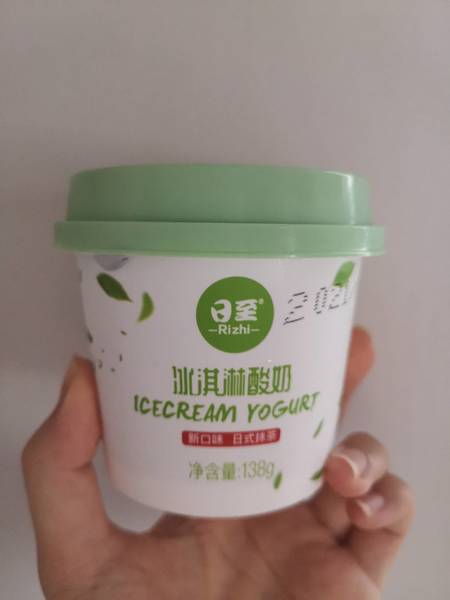 日至®
Rizhi
2021
冰淇淋酸奶
ICECREAM YOGURT
新口味 日式抹茶
净含量:138g